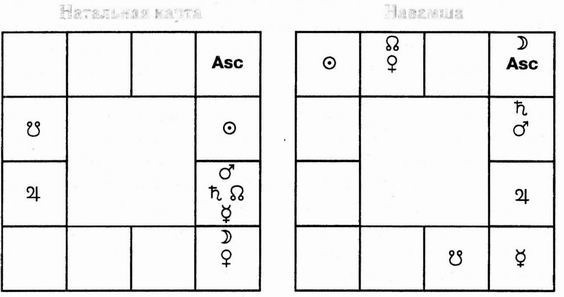 Натальная карта
Навамша
☊ ☽
Asc ☉ ♀ Asc
☋ ☉ ♄
♂
♃ ♂
♄ ☊ ♃
☿
☽
♀ ☋ ☿